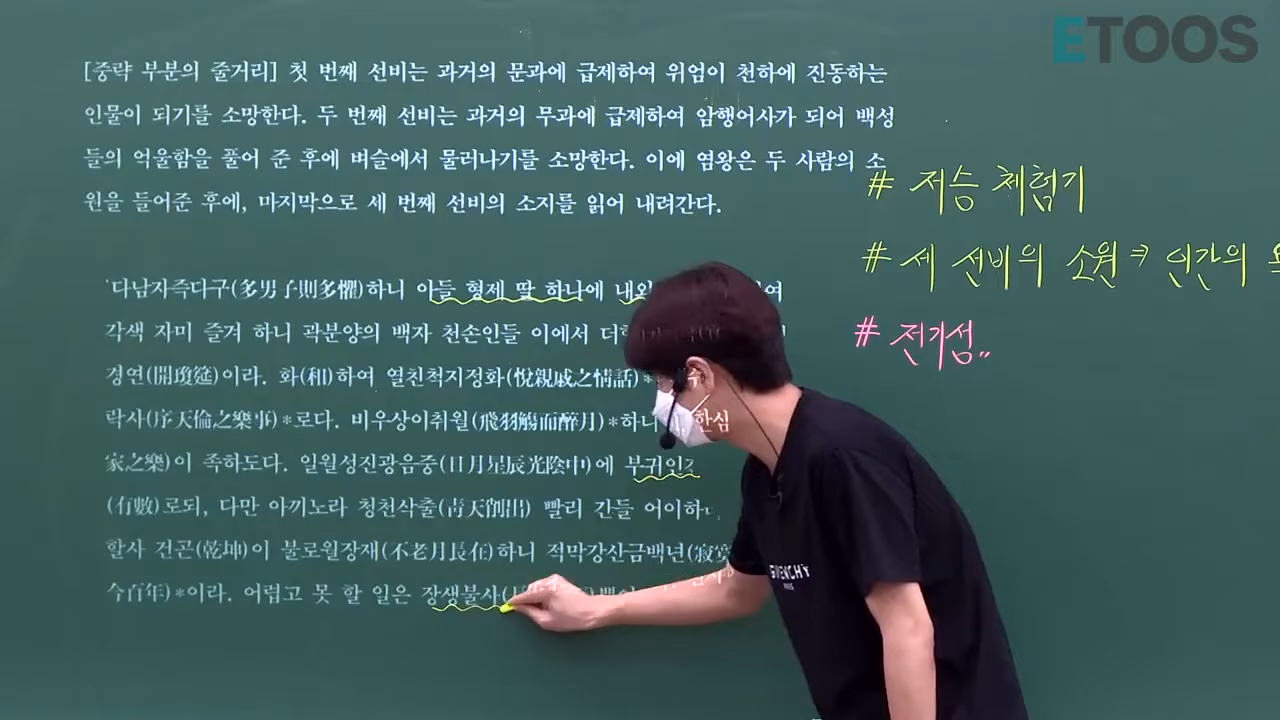 ETOOS
[중략 부분의 줄거리] 첫 번째 선비는 과거의 문과에 급제하여 위엄이 천하에 진동하는
인물이 되기를 소망한다. 두 번째 선비는 과거의 무과에 급제하여 암행어사가 되어 백성
들의 억울함을 풀어 준 후에 벼슬에서 물러나기를 소망한다. 이에 염왕은 두 사람의 소
원을 들어준 후에, 마지막으로 세 번째 선비의 소지를 읽어 내려간다.
# 저승 체험기
# 세 선비의 소원 ⇒ 인간의
# 전기성
'다남자즉다구(多男子則多懼)하니 아들 형제 딸 하나에 내외
각색 자미 즐겨 하니 곽분양의 백자 천손인들 이에서
경연(開瓊筵)이라. 화(和)하여 열친척지정화(悅親戚之情話)*
락사(序天倫之樂事)*로다. 비우상이취월(飛羽觴而醉月)*하니 한심
家之樂)이 족하도다. 일월성진광음중(日月星辰光陰中)에 부귀인
(有數)로되, 다만 아끼노라 청천삭출(靑天削出) 빨리 간들 어이하
할사 건곤(乾坤)이 불로월장재(不老月長在)하니 적막강산금백년(寂寞
今百年)*이라. 어렵고 못 할 일은 장생불사(
GIVENCHY
PARIS